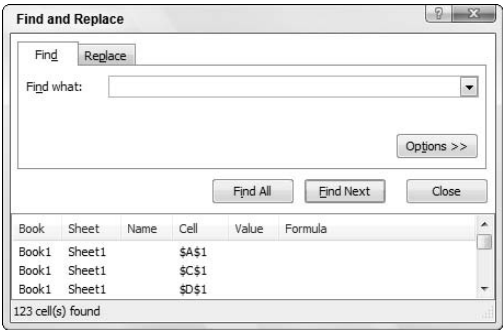 Find and Replace
Find Replace
Find what:
Options >>
Find All Find Next Close
Book Sheet Name Cell Value Formula
Book1 Sheet1 $A$1
Book1 Sheet1 $C$1
Book1 Sheet1 $D$1
123 cell(s) found